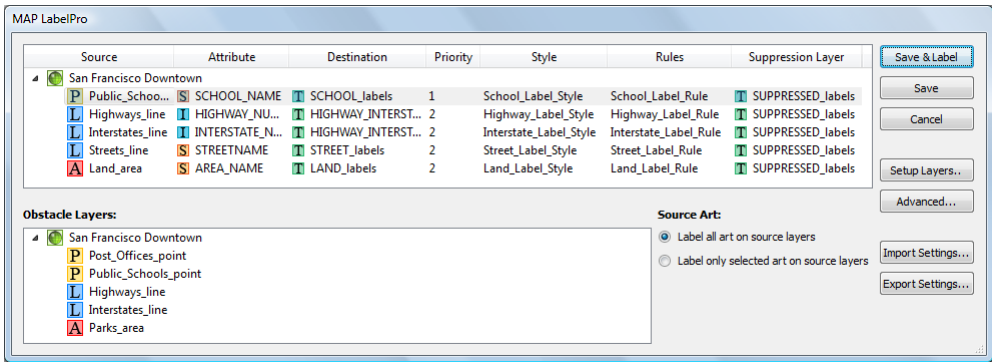 MAP LabelPro
Source Attribute Destination Priority Style Rules Suppression Layer
San Francisco Downtown
P Public_Schoo... S SCHOOL_NAME T SCHOOL_labels 1 School_Label_Style School_Label_Rule T SUPPRESSED_labels
L Highways_line I HIGHWAY_NU... T HIGHWAY_INTERST... 2 Highway_Label_Style Highway_Label_Rule T SUPPRESSED_labels
L Interstates_line I INTERSTATE_N... T HIGHWAY_INTERST... 2 Interstate_Label_Style Interstate_Label_Rule T SUPPRESSED_labels
L Streets_line S STREETNAME T STREET_labels 2 Street_Label_Style Street_Label_Rule T SUPPRESSED_labels
A Land_area S AREA_NAME T LAND_labels 2 Land_Label_Style Land_Label_Rule T SUPPRESSED_labels
Save & Label
Save
Cancel
Setup Layers..
Advanced...
Import Settings...
Export Settings...
Obstacle Layers:
San Francisco Downtown
P Post_Offices_point
P Public_Schools_point
L Highways_line
L Interstates_line
A Parks_area
Source Art:
Label all art on source layers
Label only selected art on source layers